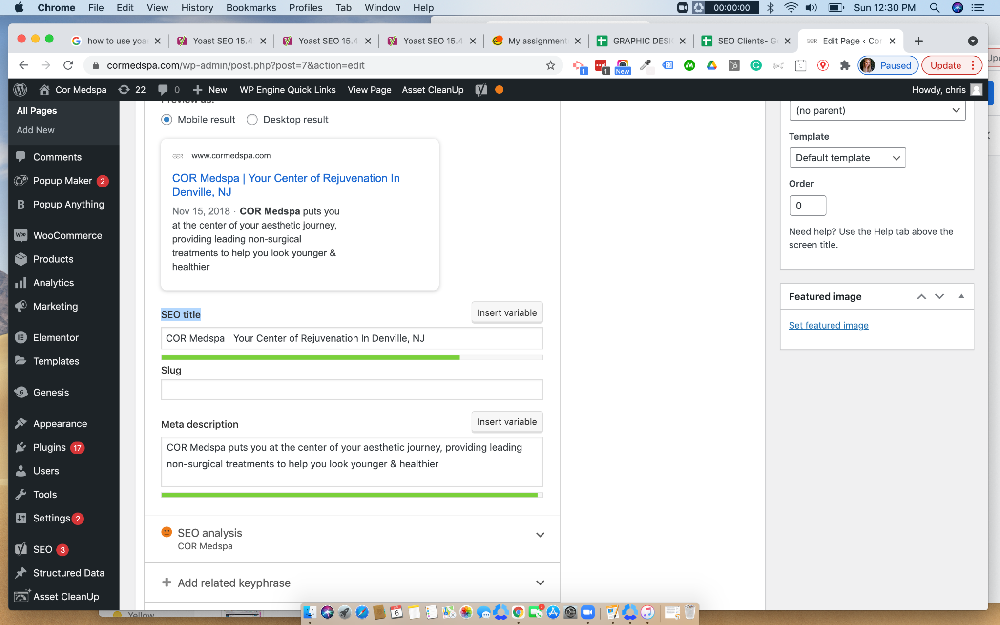 Chrome File Edit View History Bookmarks Profiles Tab Window Help 00:00:00 Sun 12:30 PM
how to use yoa Yoast SEO 15.4 Yoast SEO 15.4 Yoast SEO 15.4 My assignment GRAPHIC DESI SEO Clients- G Edit Page ‹ Cor
cormedspa.com/wp-admin/post.php?post=7&action=edit 1 1 New Paused Update
Cor Medspa 22 0 New WP Engine Quick Links View Page Asset CleanUp Howdy, chris
All Pages
Add New
Comments
Popup Maker 2
Popup Anything
WooCommerce
Products
Analytics
Marketing
Elementor
Templates
Genesis
Appearance
Plugins 17
Users
Tools
Settings 2
SEO 3
Structured Data
Asset CleanUp
Preview as:
Mobile result Desktop result
COR www.cormedspa.com
COR Medspa | Your Center of Rejuvenation In
Denville, NJ
Nov 15, 2018 · COR Medspa puts you
at the center of your aesthetic journey,
providing leading non-surgical
treatments to help you look younger &
healthier
SEO title Insert variable
COR Medspa | Your Center of Rejuvenation In Denville, NJ
Slug
Meta description Insert variable
COR Medspa puts you at the center of your aesthetic journey, providing leading
non-surgical treatments to help you look younger & healthier
SEO analysis
COR Medspa
Add related keyphrase
(no parent)
Template
Default template
Order
0
Need help? Use the Help tab above the
screen title.
Featured image
Set featured image
Yellow
6
2